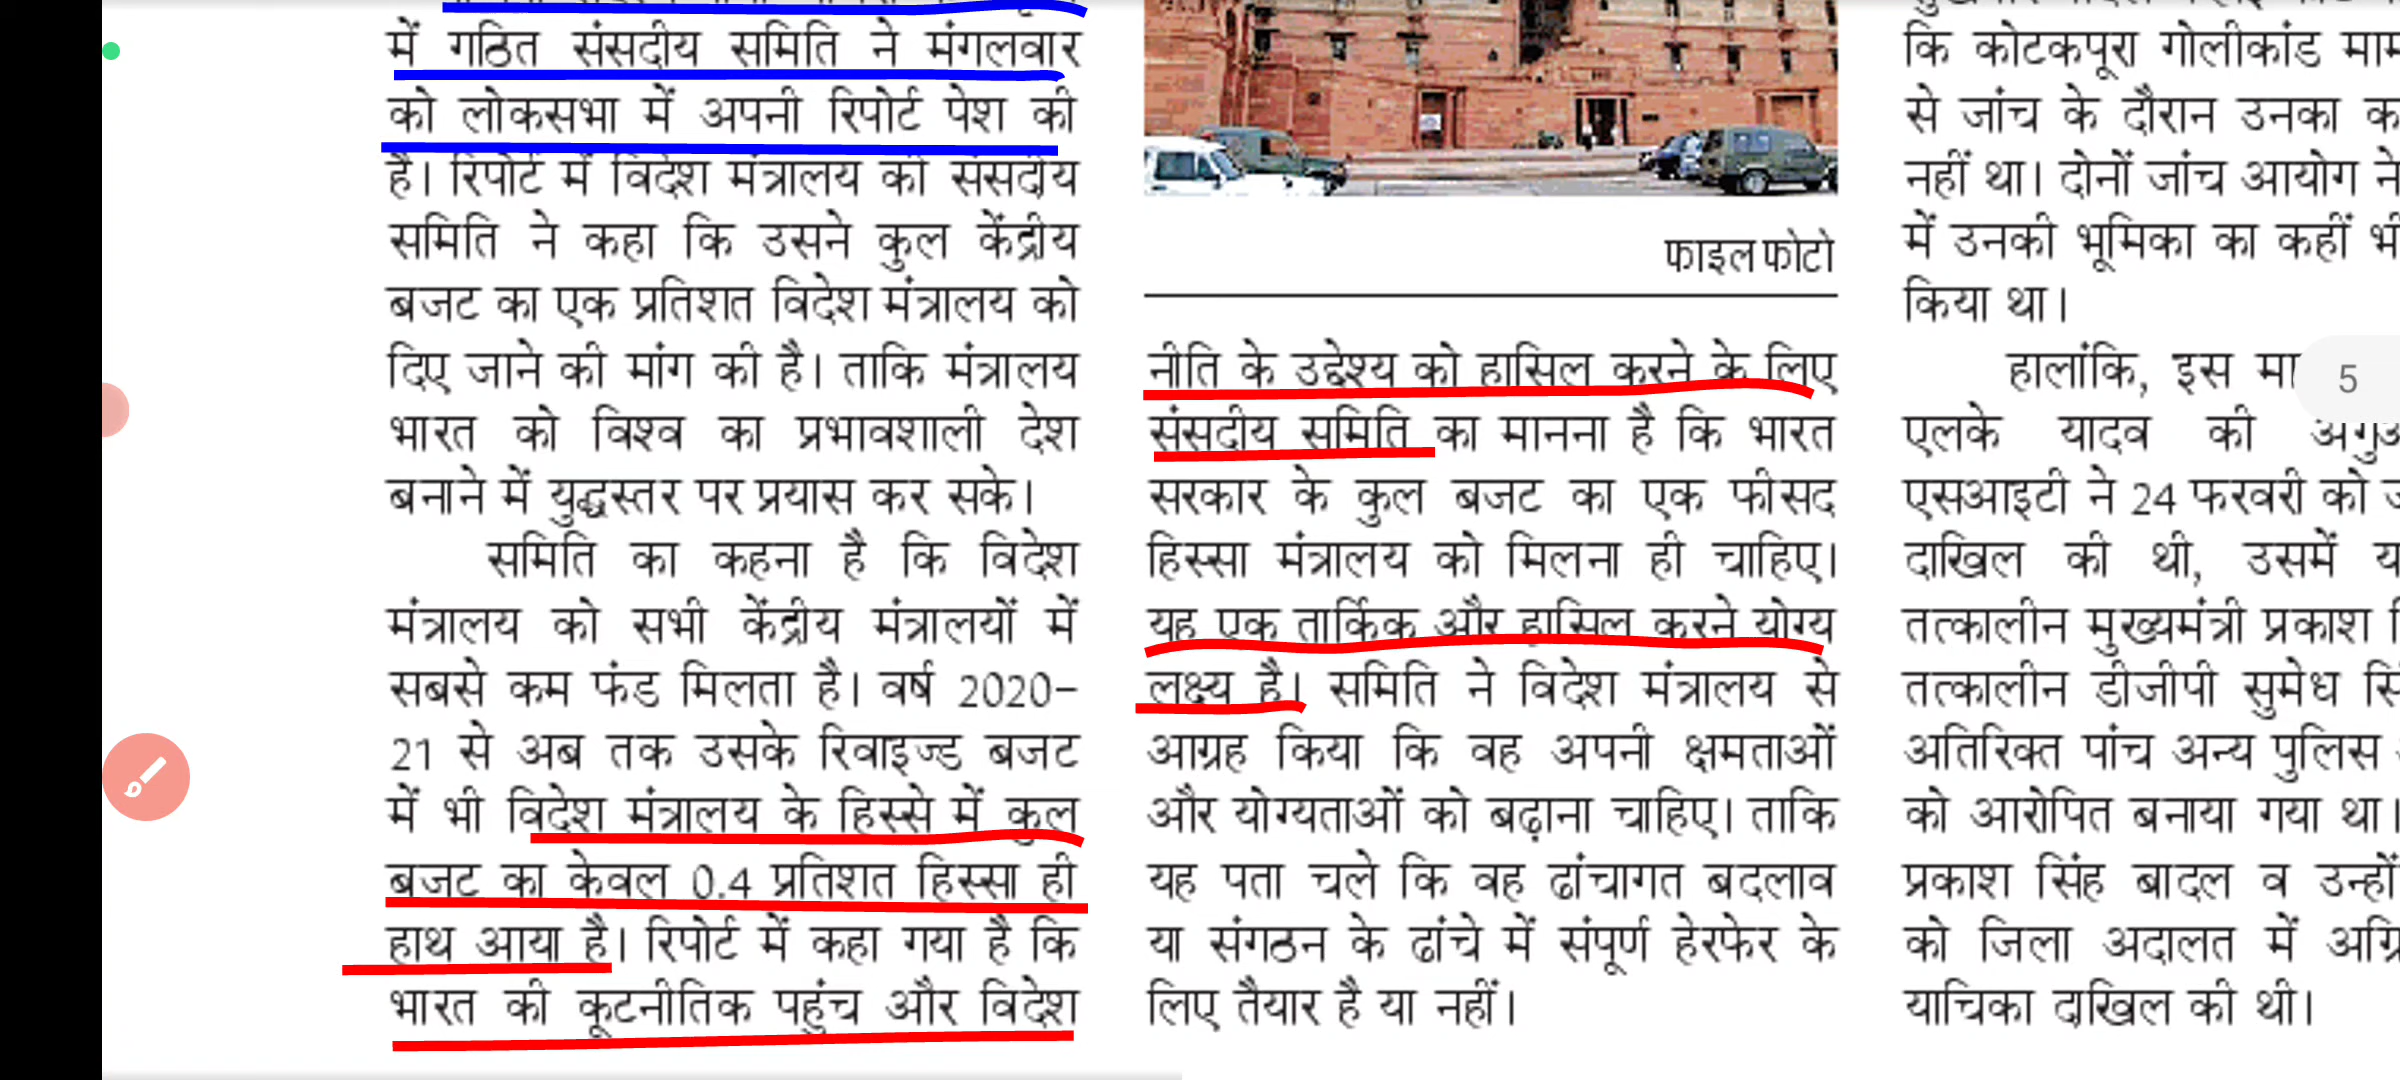 में गठित संसदीय समिति ने मंगलवार
को लोकसभा में अपनी रिपोर्ट पेश की
है। रिपोर्ट में विदेश मंत्रालय की संसदीय
समिति ने कहा कि उसने कुल केंद्रीय
बजट का एक प्रतिशत विदेश मंत्रालय को
दिए जाने की मांग की है। ताकि मंत्रालय
भारत को विश्व का प्रभावशाली देश
बनाने में युद्धस्तर पर प्रयास कर सके।
समिति का कहना है कि विदेश
मंत्रालय को सभी केंद्रीय मंत्रालयों में
सबसे कम फंड मिलता है। वर्ष 2020-
21 से अब तक उसके रिवाइज्ड बजट
में भी विदेश मंत्रालय के हिस्से में कुल
बजट का केवल 0.4 प्रतिशत हिस्सा ही
हाथ आया है। रिपोर्ट में कहा गया है कि
भारत की कूटनीतिक पहुंच और विदेश
फाइल फोटो
नीति के उद्देश्य को हासिल करने के लिए
संसदीय समिति का मानना है कि भारत
सरकार के कुल बजट का एक फीसद
हिस्सा मंत्रालय को मिलना ही चाहिए।
यह एक तार्किक और हासिल करने योग्य
लक्ष्य है। समिति ने विदेश मंत्रालय से
आग्रह किया कि वह अपनी क्षमताओं
और योग्यताओं को बढ़ाना चाहिए। ताकि
यह पता चले कि वह ढांचागत बदलाव
या संगठन के ढांचे में संपूर्ण हेरफेर के
लिए तैयार है या नहीं।
कि कोटकपूरा गोलीकांड
से जांच के दौरान उनका
नहीं था। दोनों जांच आयोग ने
में उनकी भूमिका का कहीं
किया था।
हालांकि, इस
एलके यादव की
एसआइटी ने 24 फरवरी को
दाखिल की थी, उसमें
तत्कालीन मुख्यमंत्री प्रकाश
तत्कालीन डीजीपी सुमेध
अतिरिक्त पांच अन्य पुलिस
को आरोपित बनाया गया था।
प्रकाश सिंह बादल व उन्हों
को जिला अदालत में
याचिका दाखिल की थी।
5